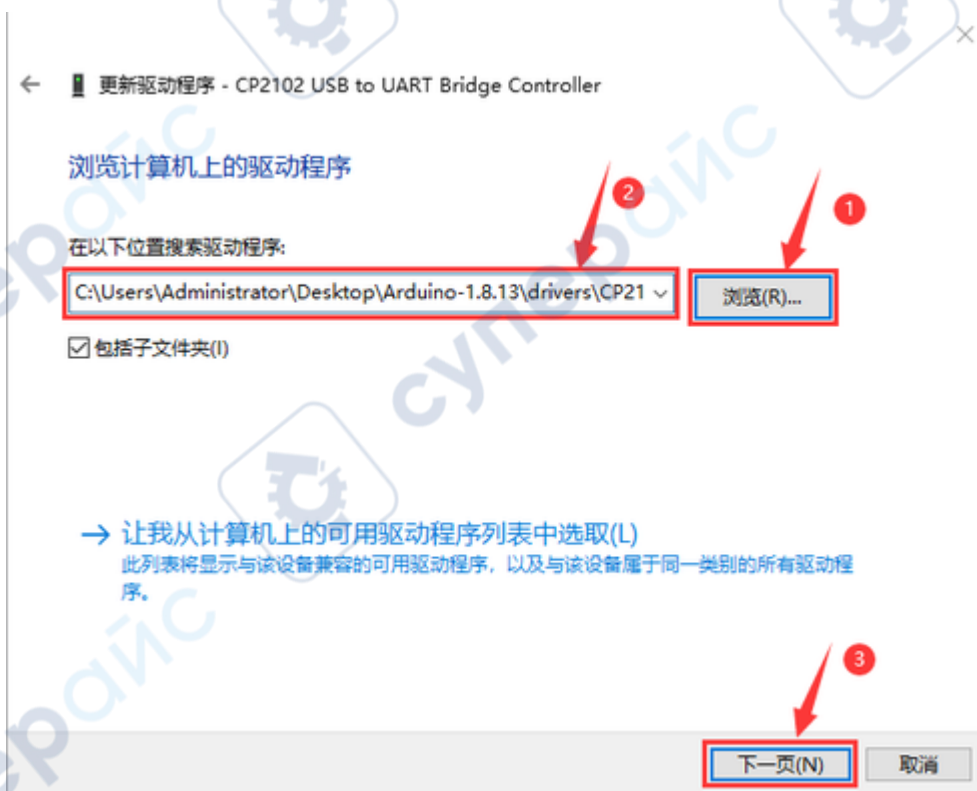 更新驱动程序 - CP2102 USB to UART Bridge Controller
浏览计算机上的驱动程序
2
1
在以下位置搜索驱动程序:
C:\Users\Administrator\Desktop\Arduino-1.8.13\drivers\CP21
浏览(R)...
包括子文件夹(I)
суперайс
→ 让我从计算机上的可用驱动程序列表中选取(L)
此列表将显示与该设备兼容的可用驱动程序，以及与该设备属于同一类别的所有驱动程
序。
3
下一页(N)
取消